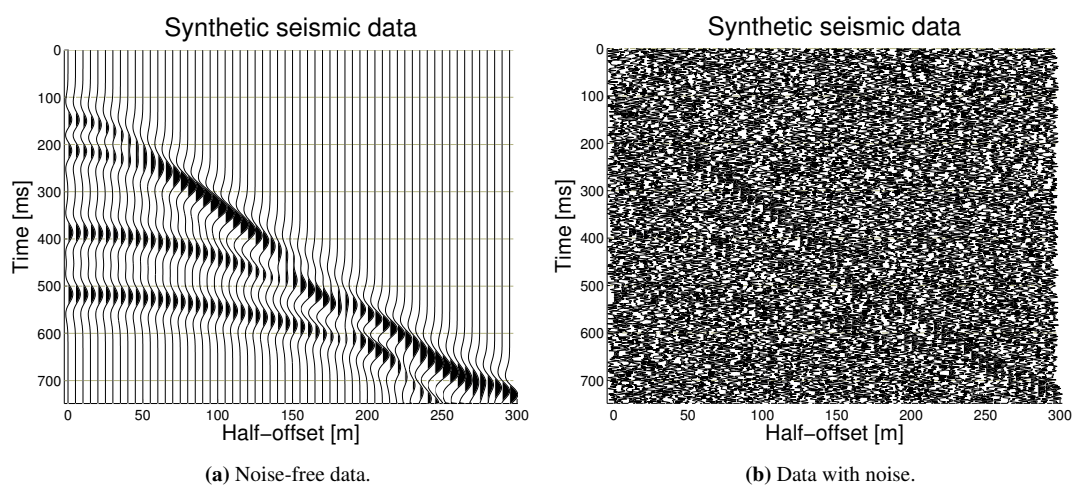 Synthetic seismic data
0
100
200
300
400
500
600
700
Time [ms]
0 50 100 150 200 250 300
Half−offset [m]
(a) Noise-free data.
Synthetic seismic data
0
100
200
300
400
500
600
700
Time [ms]
0 50 100 150 200 250 300
Half−offset [m]
(b) Data with noise.